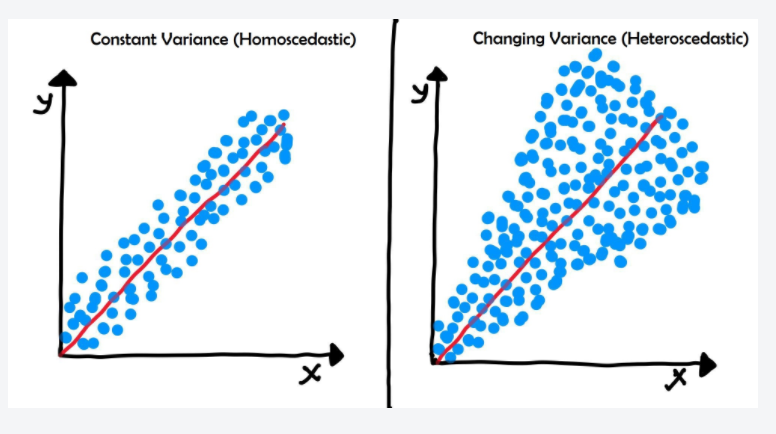 Constant Variance (Homoscedastic)
y
x
Changing Variance (Heteroscedastic)
y
x